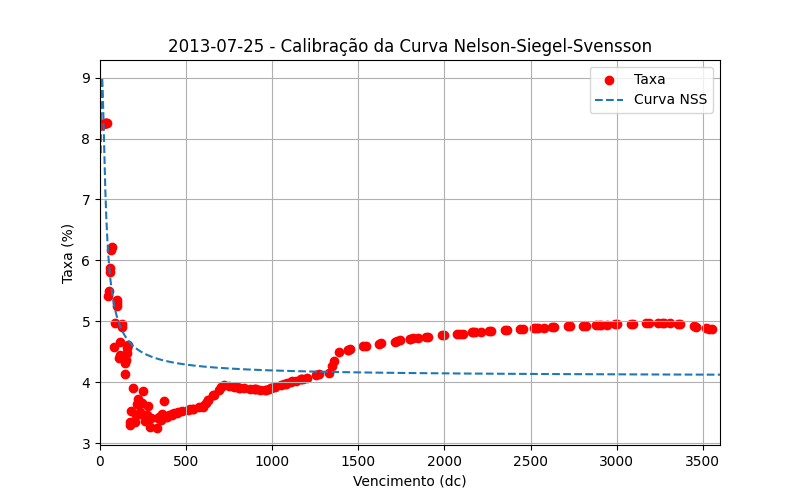 2013-07-25 - Calibração da Curva Nelson-Siegel-Svensson
Taxa
Curva NSS
9
8
7
6
5
4
3
Taxa (%)
0 500 1000 1500 2000 2500 3000 3500
Vencimento (dc)